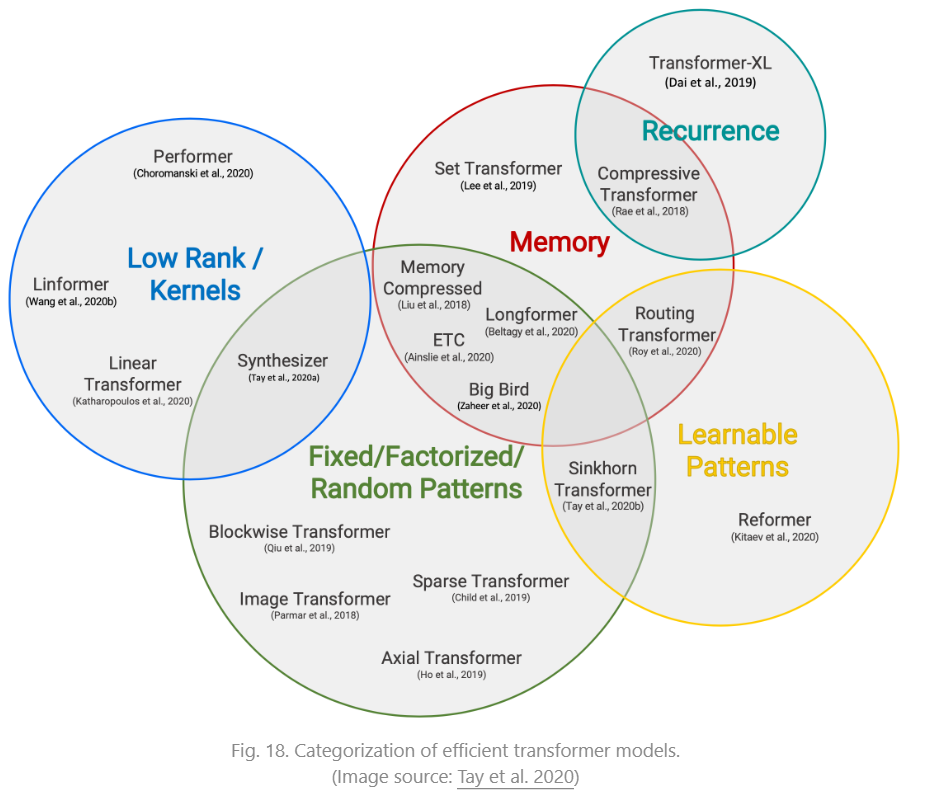 Transformer-XL
(Dai et al., 2019)
Recurrence
Compressive
Transformer
(Rae et al., 2018)
Performer
(Choromanski et al., 2020)
Low Rank /
Kernels
Linformer
(Wang et al., 2020b)
Linear
Transformer
(Katharopoulos et al., 2020)
Synthesizer
(Tay et al., 2020a)
Set Transformer
(Lee et al., 2019)
Memory
Memory
Compressed
(Liu et al., 2018)
Longformer
(Beltagy et al., 2020)
ETC
(Ainslie et al., 2020)
Big Bird
(Zaheer et al., 2020)
Routing
Transformer
(Roy et al., 2020)
Learnable
Patterns
Sinkhorn
Transformer
(Tay et al., 2020b)
Reformer
(Kitaev et al., 2020)
Fixed/Factorized/
Random Patterns
Blockwise Transformer
(Qiu et al., 2019)
Sparse Transformer
(Child et al., 2019)
Image Transformer
(Parmar et al., 2018)
Axial Transformer
(Ho et al., 2019)
Fig. 18. Categorization of efficient transformer models.
(Image source: Tay et al. 2020)